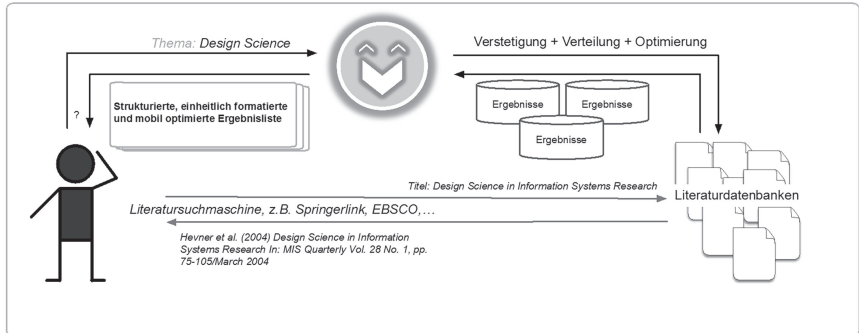 Thema: Design Science
Verstetigung + Verteilung + Optimierung
Strukturierte, einheitlich formatierte
und mobil optimierte Ergebnisliste
?
Ergebnisse
Ergebnisse
Ergebnisse
Titel: Design Science in Information Systems Research
Literaturdatenbanken
Literatursuchmaschine, z.B. Springerlink, EBSCO,…
Hevner et al. (2004) Design Science in Information
Systems Research In: MIS Quarterly Vol. 28 No. 1, pp.
75-105/March 2004